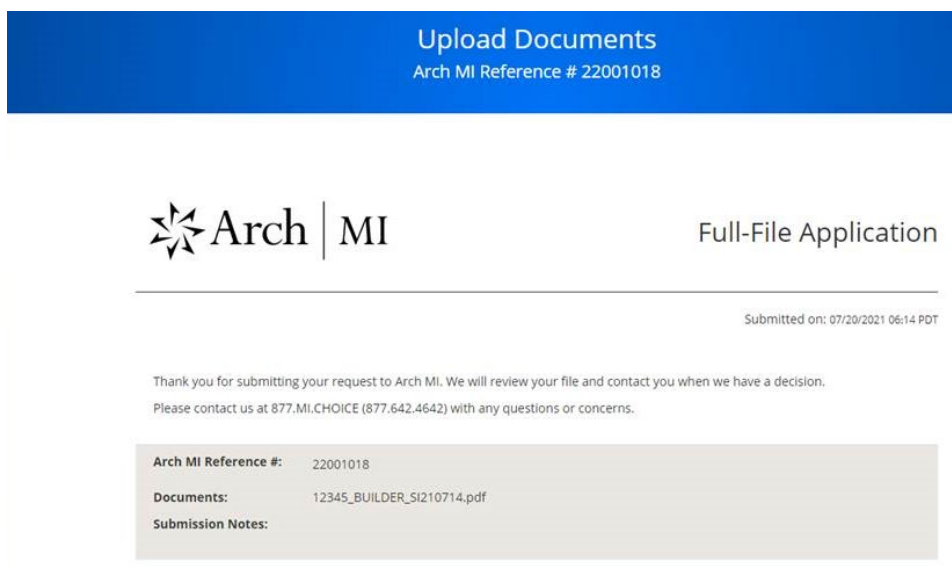 Upload Documents
Arch MI Reference # 22001018
Arch | MI
Full-File Application
Submitted on: 07/20/2021 06:14 PDT
Thank you for submitting your request to Arch MI. We will review your file and contact you when we have a decision.
Please contact us at 877.MI.CHOICE (877.642.4642) with any questions or concerns.
Arch MI Reference #: 22001018
Documents: 12345_BUILDER_SI210714.pdf
Submission Notes: